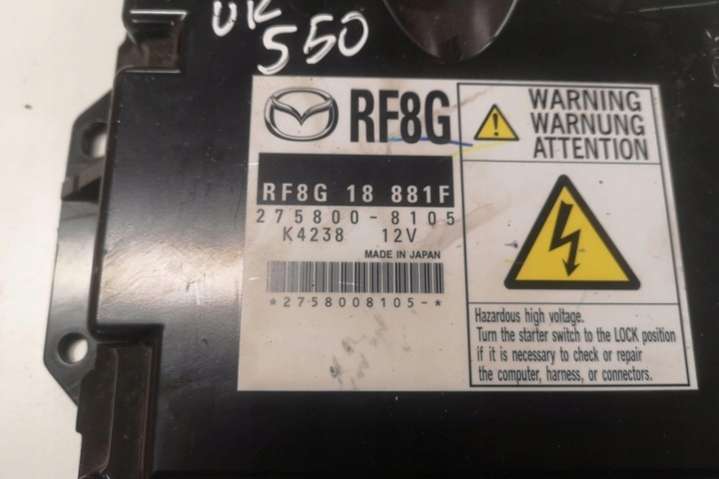 UR
550
RF8G
RF8G 18 881F
275800-8105
K4238 12V
MADE IN JAPAN
*2758008105-*
WARNING
WARNUNG
ATTENTION
Hazardous high voltage.
Turn the starter switch to the LOCK position
if it is necessary to check or repair
the computer, harness, or connectors.